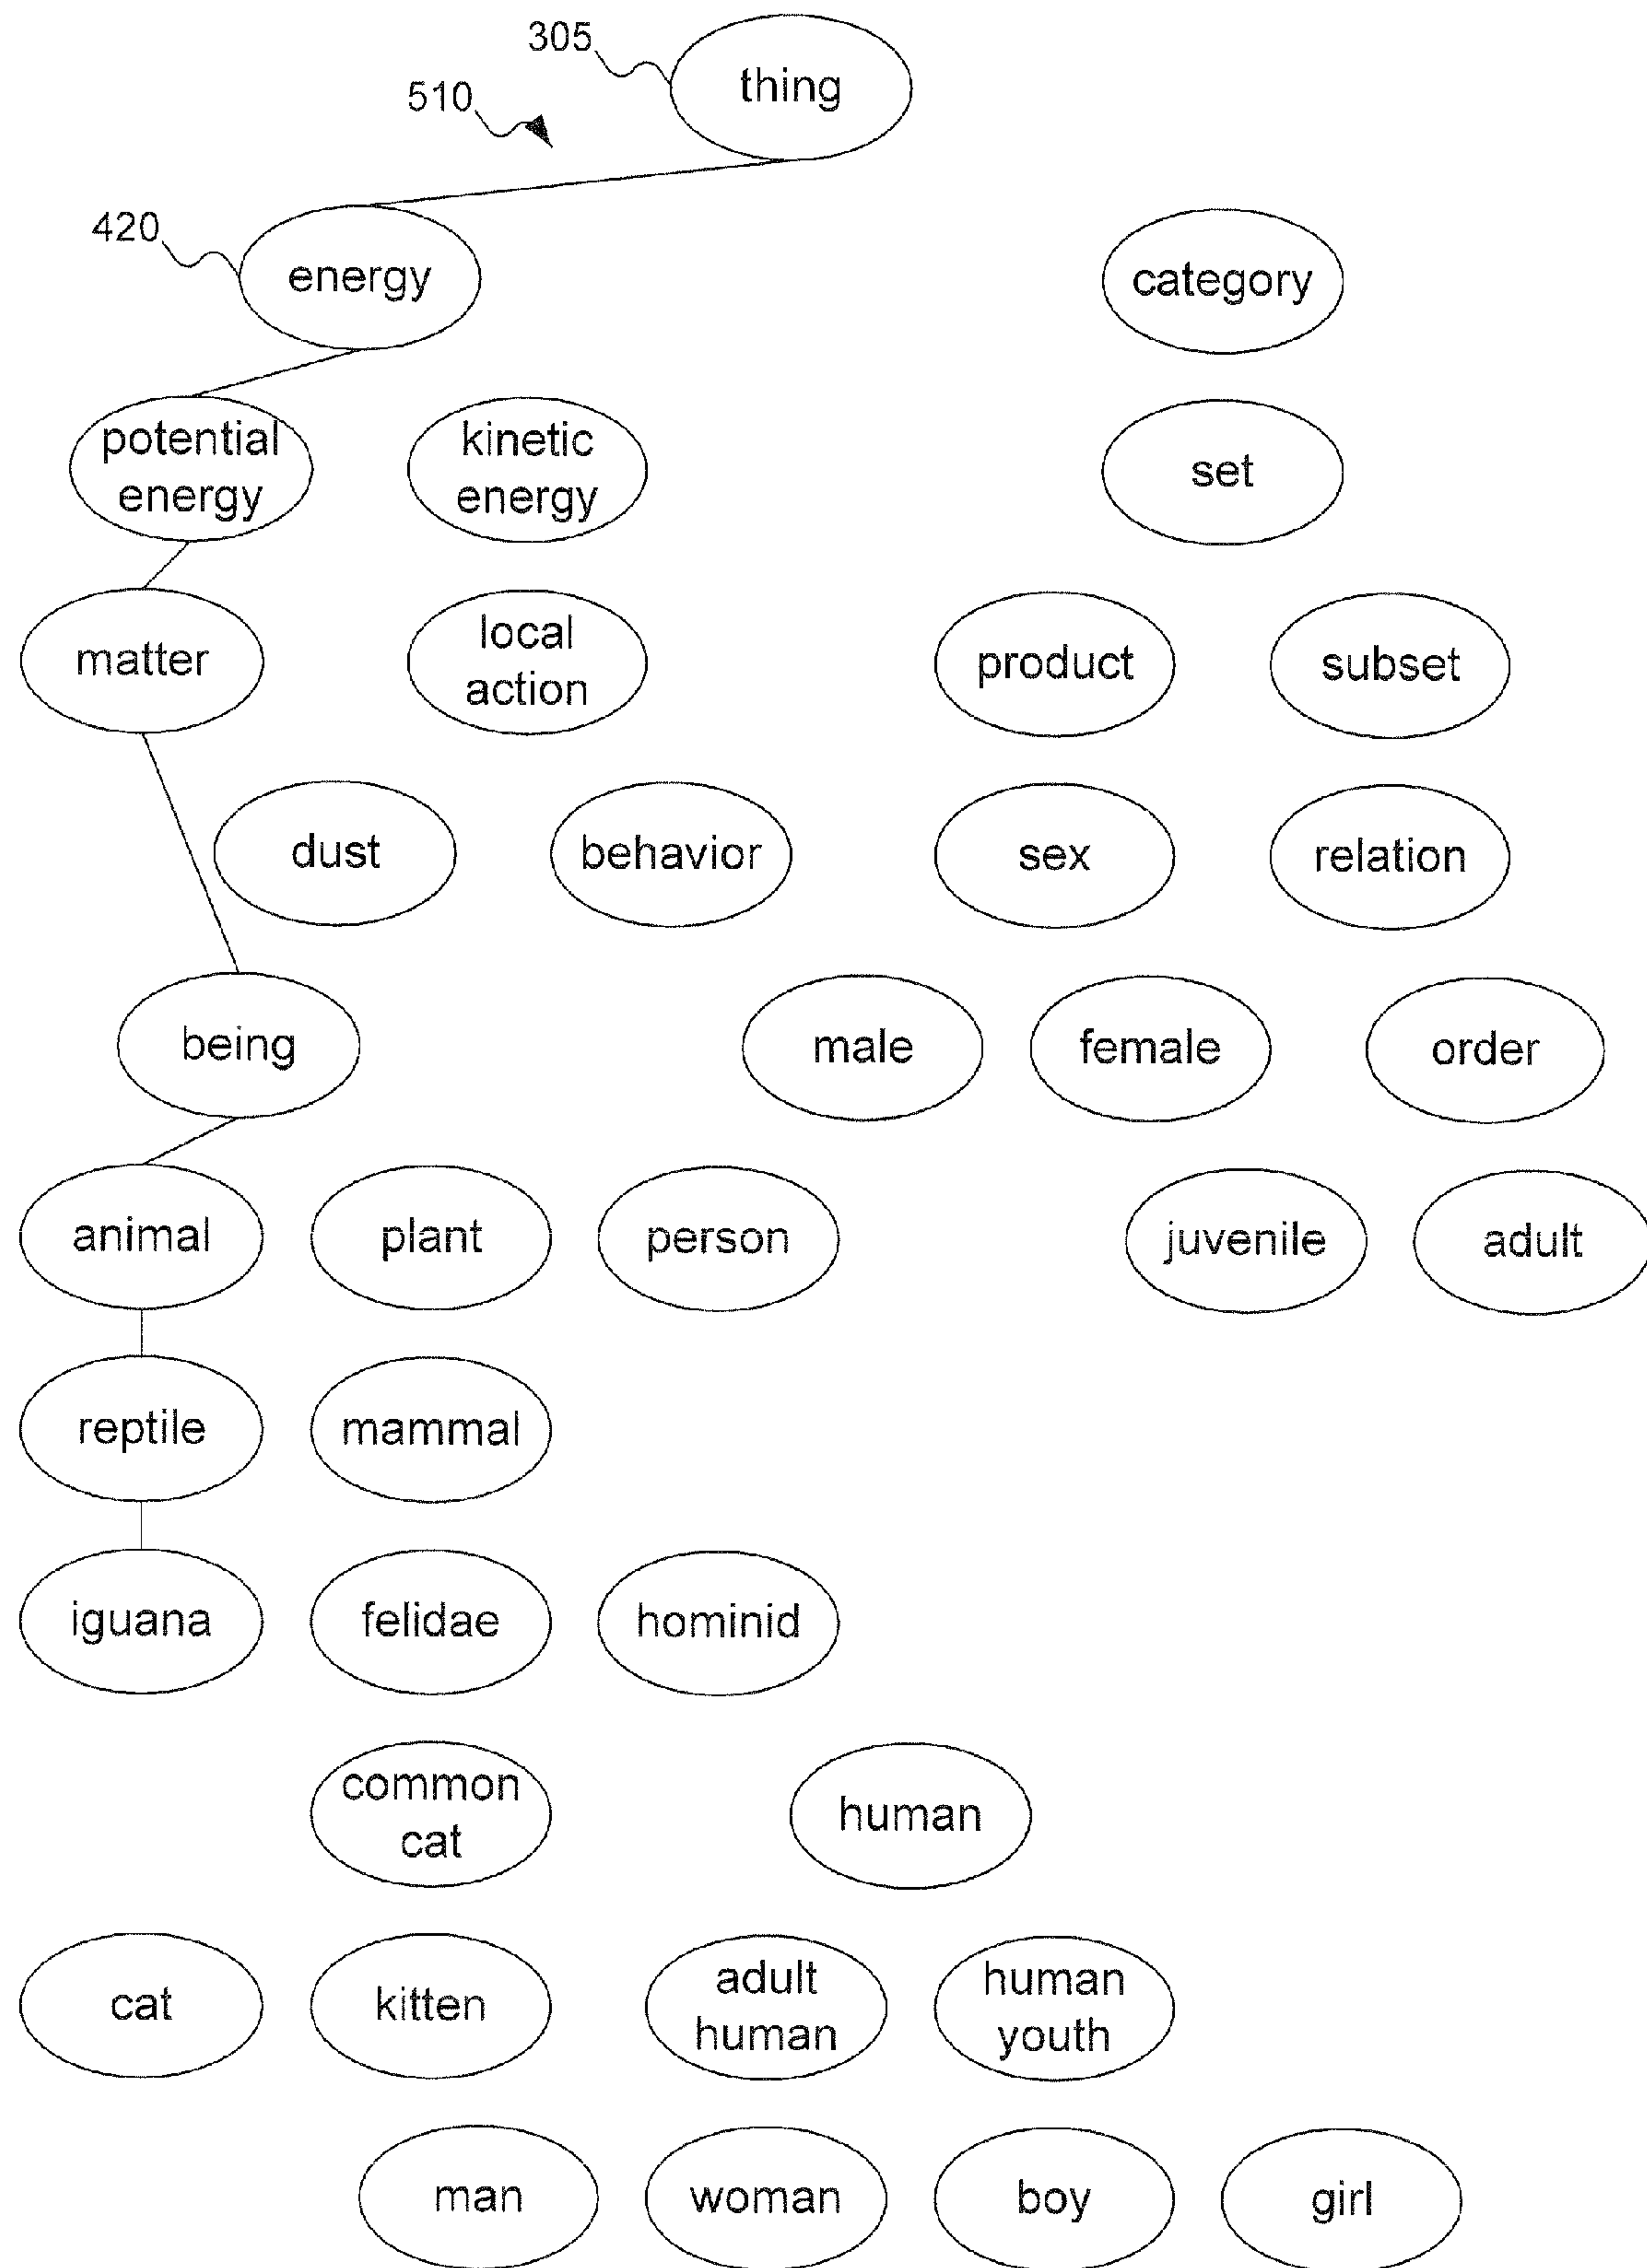 305
thing
510
420
energy
category
potential
energy
kinetic
energy
set
matter
local
action
product
subset
dust
behavior
sex
relation
being
male
female
order
animal
plant
person
juvenile
adult
reptile
mammal
iguana
felidae
hominid
common
cat
human
cat
kitten
adult
human
human
youth
man
woman
boy
girl